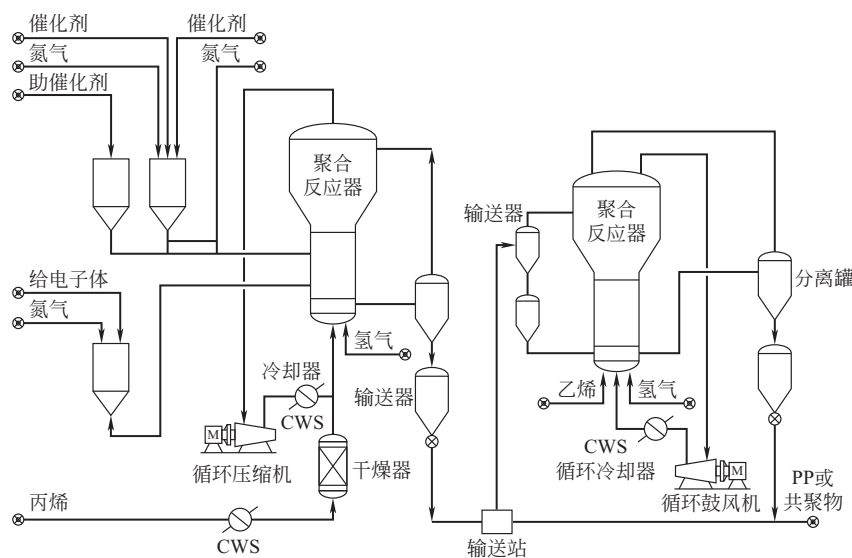 催化剂
催化剂
氮气
氮气
助催化剂
聚合
反应器
输送器
聚合
反应器
给电子体
氮气
分离罐
氢气
冷却器
CWS
输送器
乙烯
氢气
M
循环压缩机
干燥器
CWS
循环冷却器
M
循环鼓风机
丙烯
CWS
输送站
PP或
共聚物